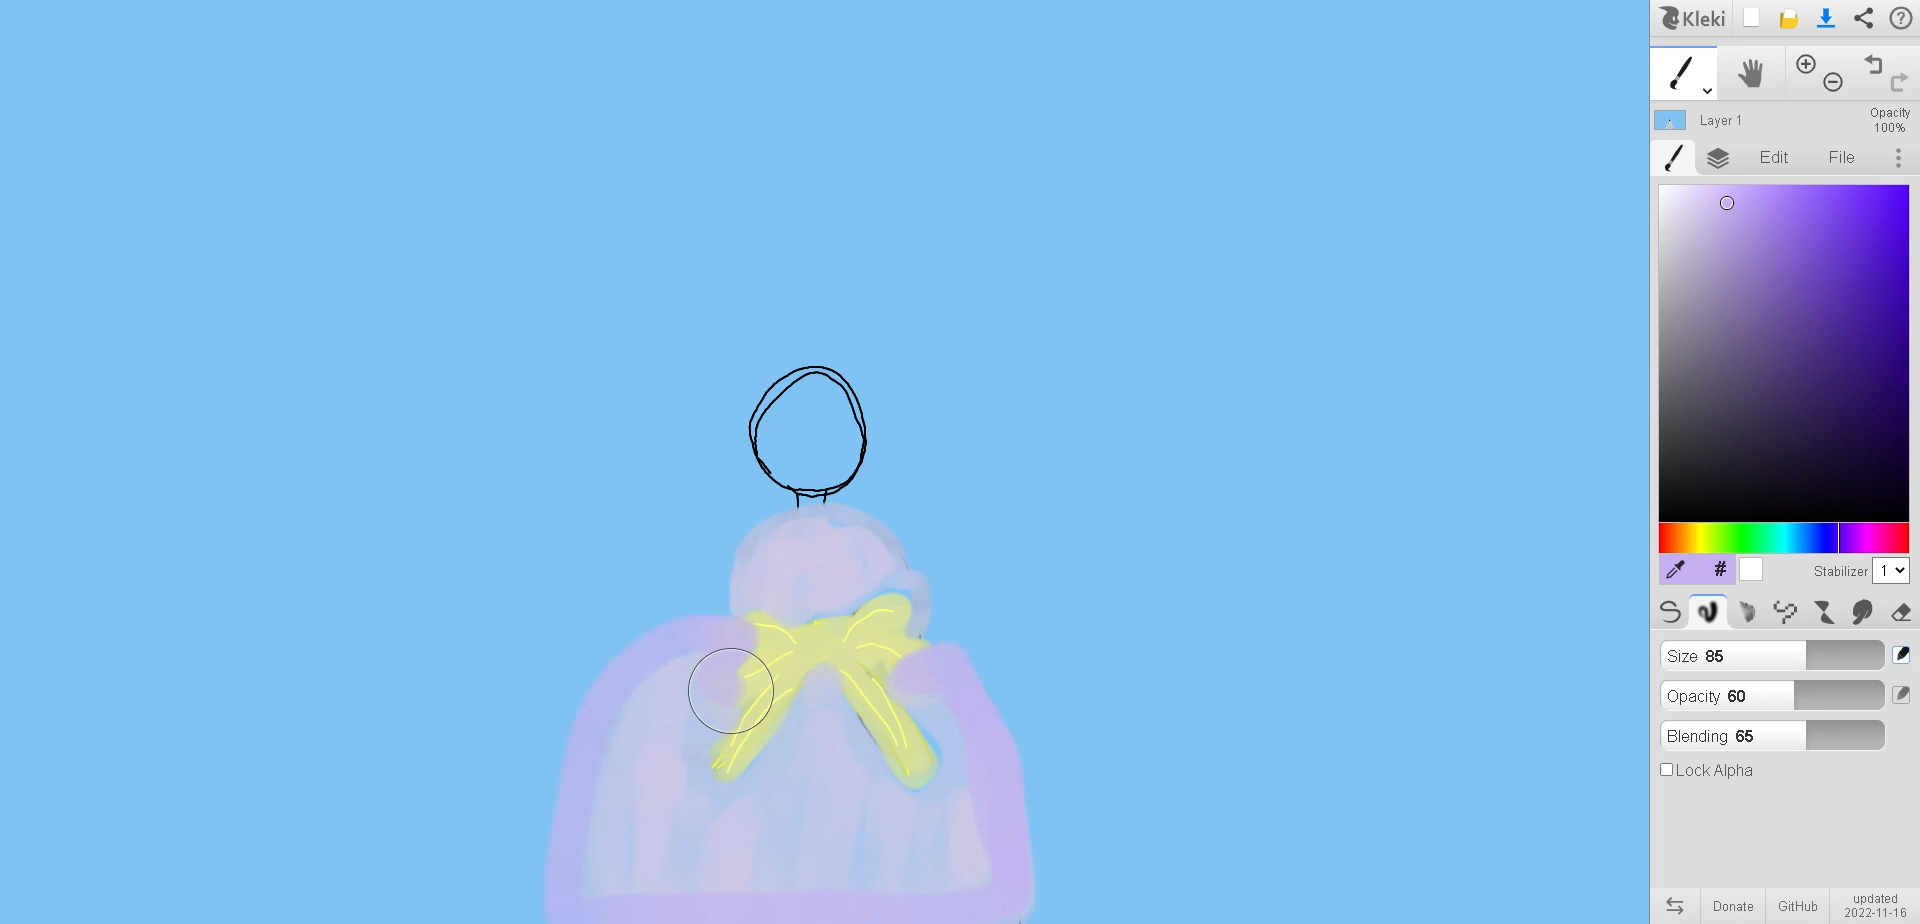 Kleki
Layer 1
Opacity
100%
Edit
File
#
Stabilizer 1
Size 85
Opacity 60
Blending 65
Lock Alpha
Donate
GitHub
updated
2022-11-16